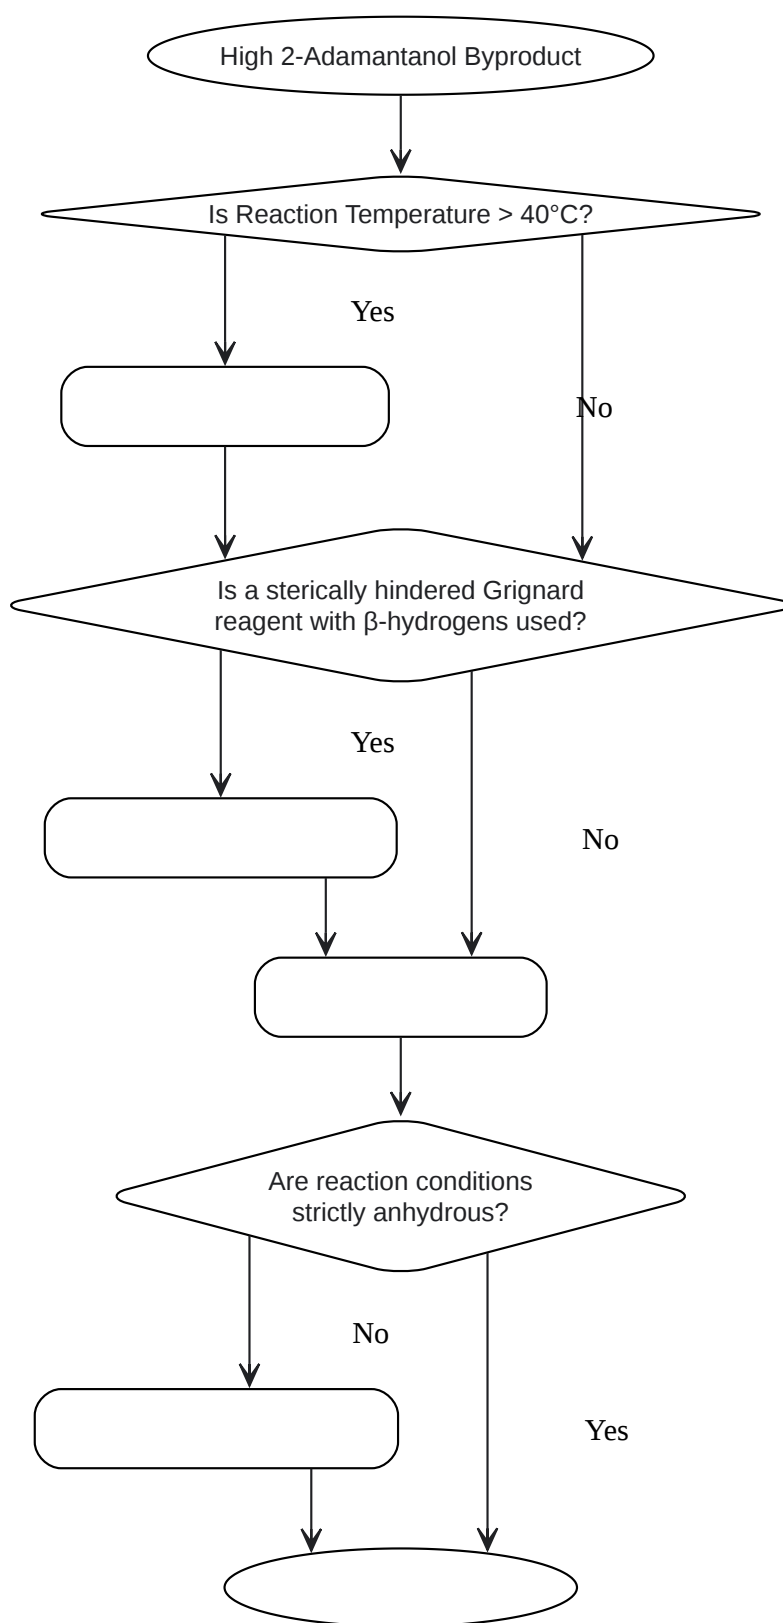 High 2-Adamantanol Byproduct
Is Reaction Temperature > 40°C?
Yes
No
Is a sterically hindered Grignard
reagent with β-hydrogens used?
Yes
No
Are reaction conditions
strictly anhydrous?
No
Yes